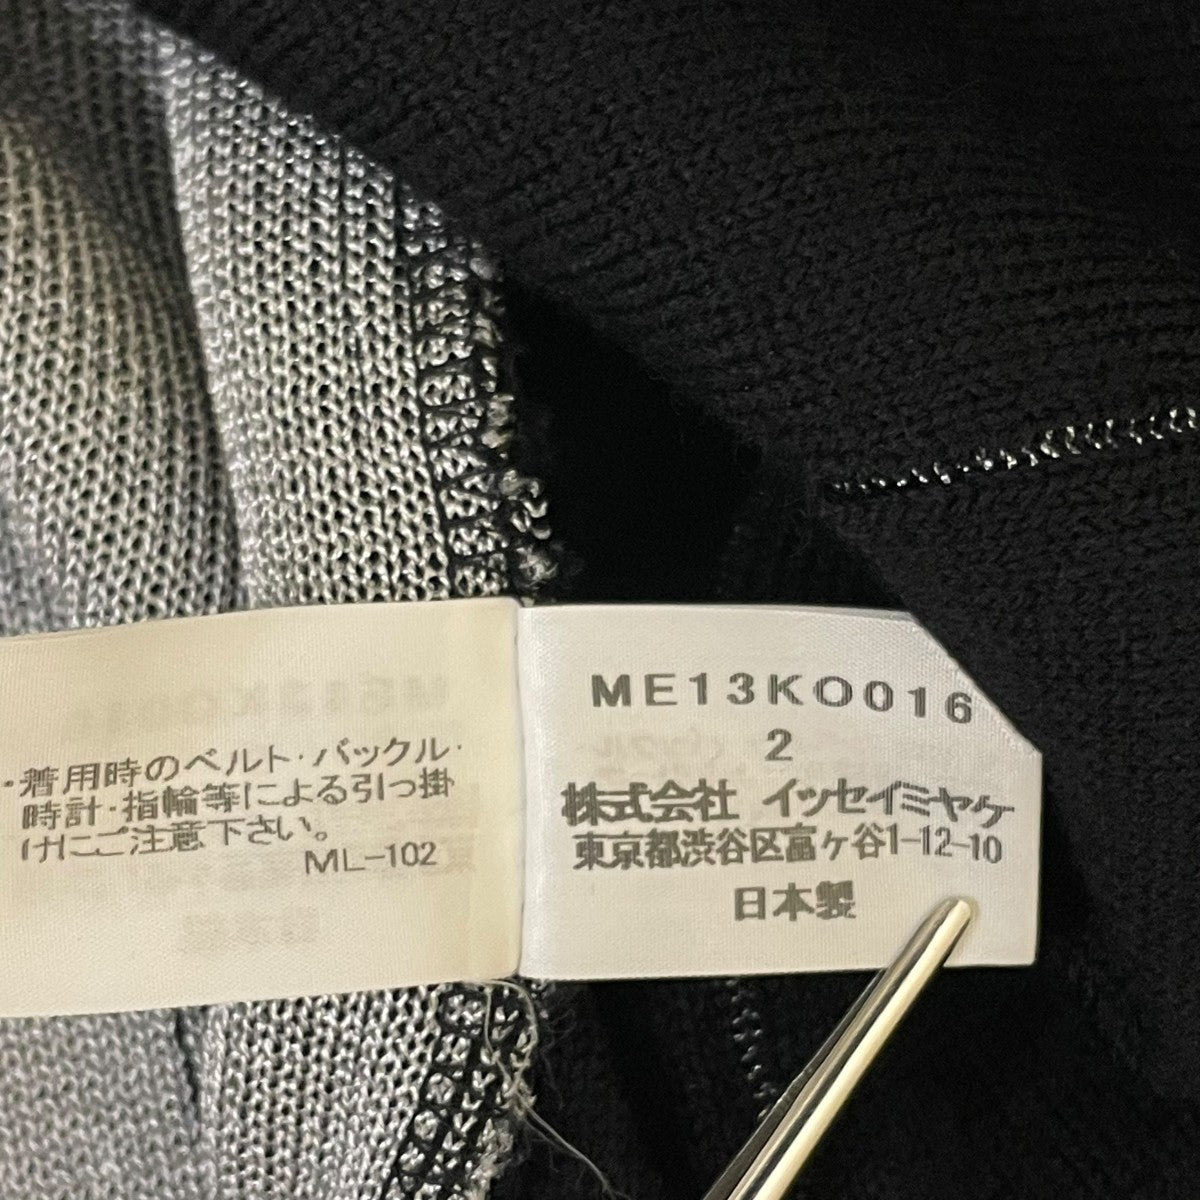 ・着用時のベルト・バックル・
時計・指輪等による引っ掛
けにご注意下さい。
ML-102
ME13KO016
2
株式会社 イッセイミヤケ
東京都渋谷区富ヶ谷1-12-10
日本製